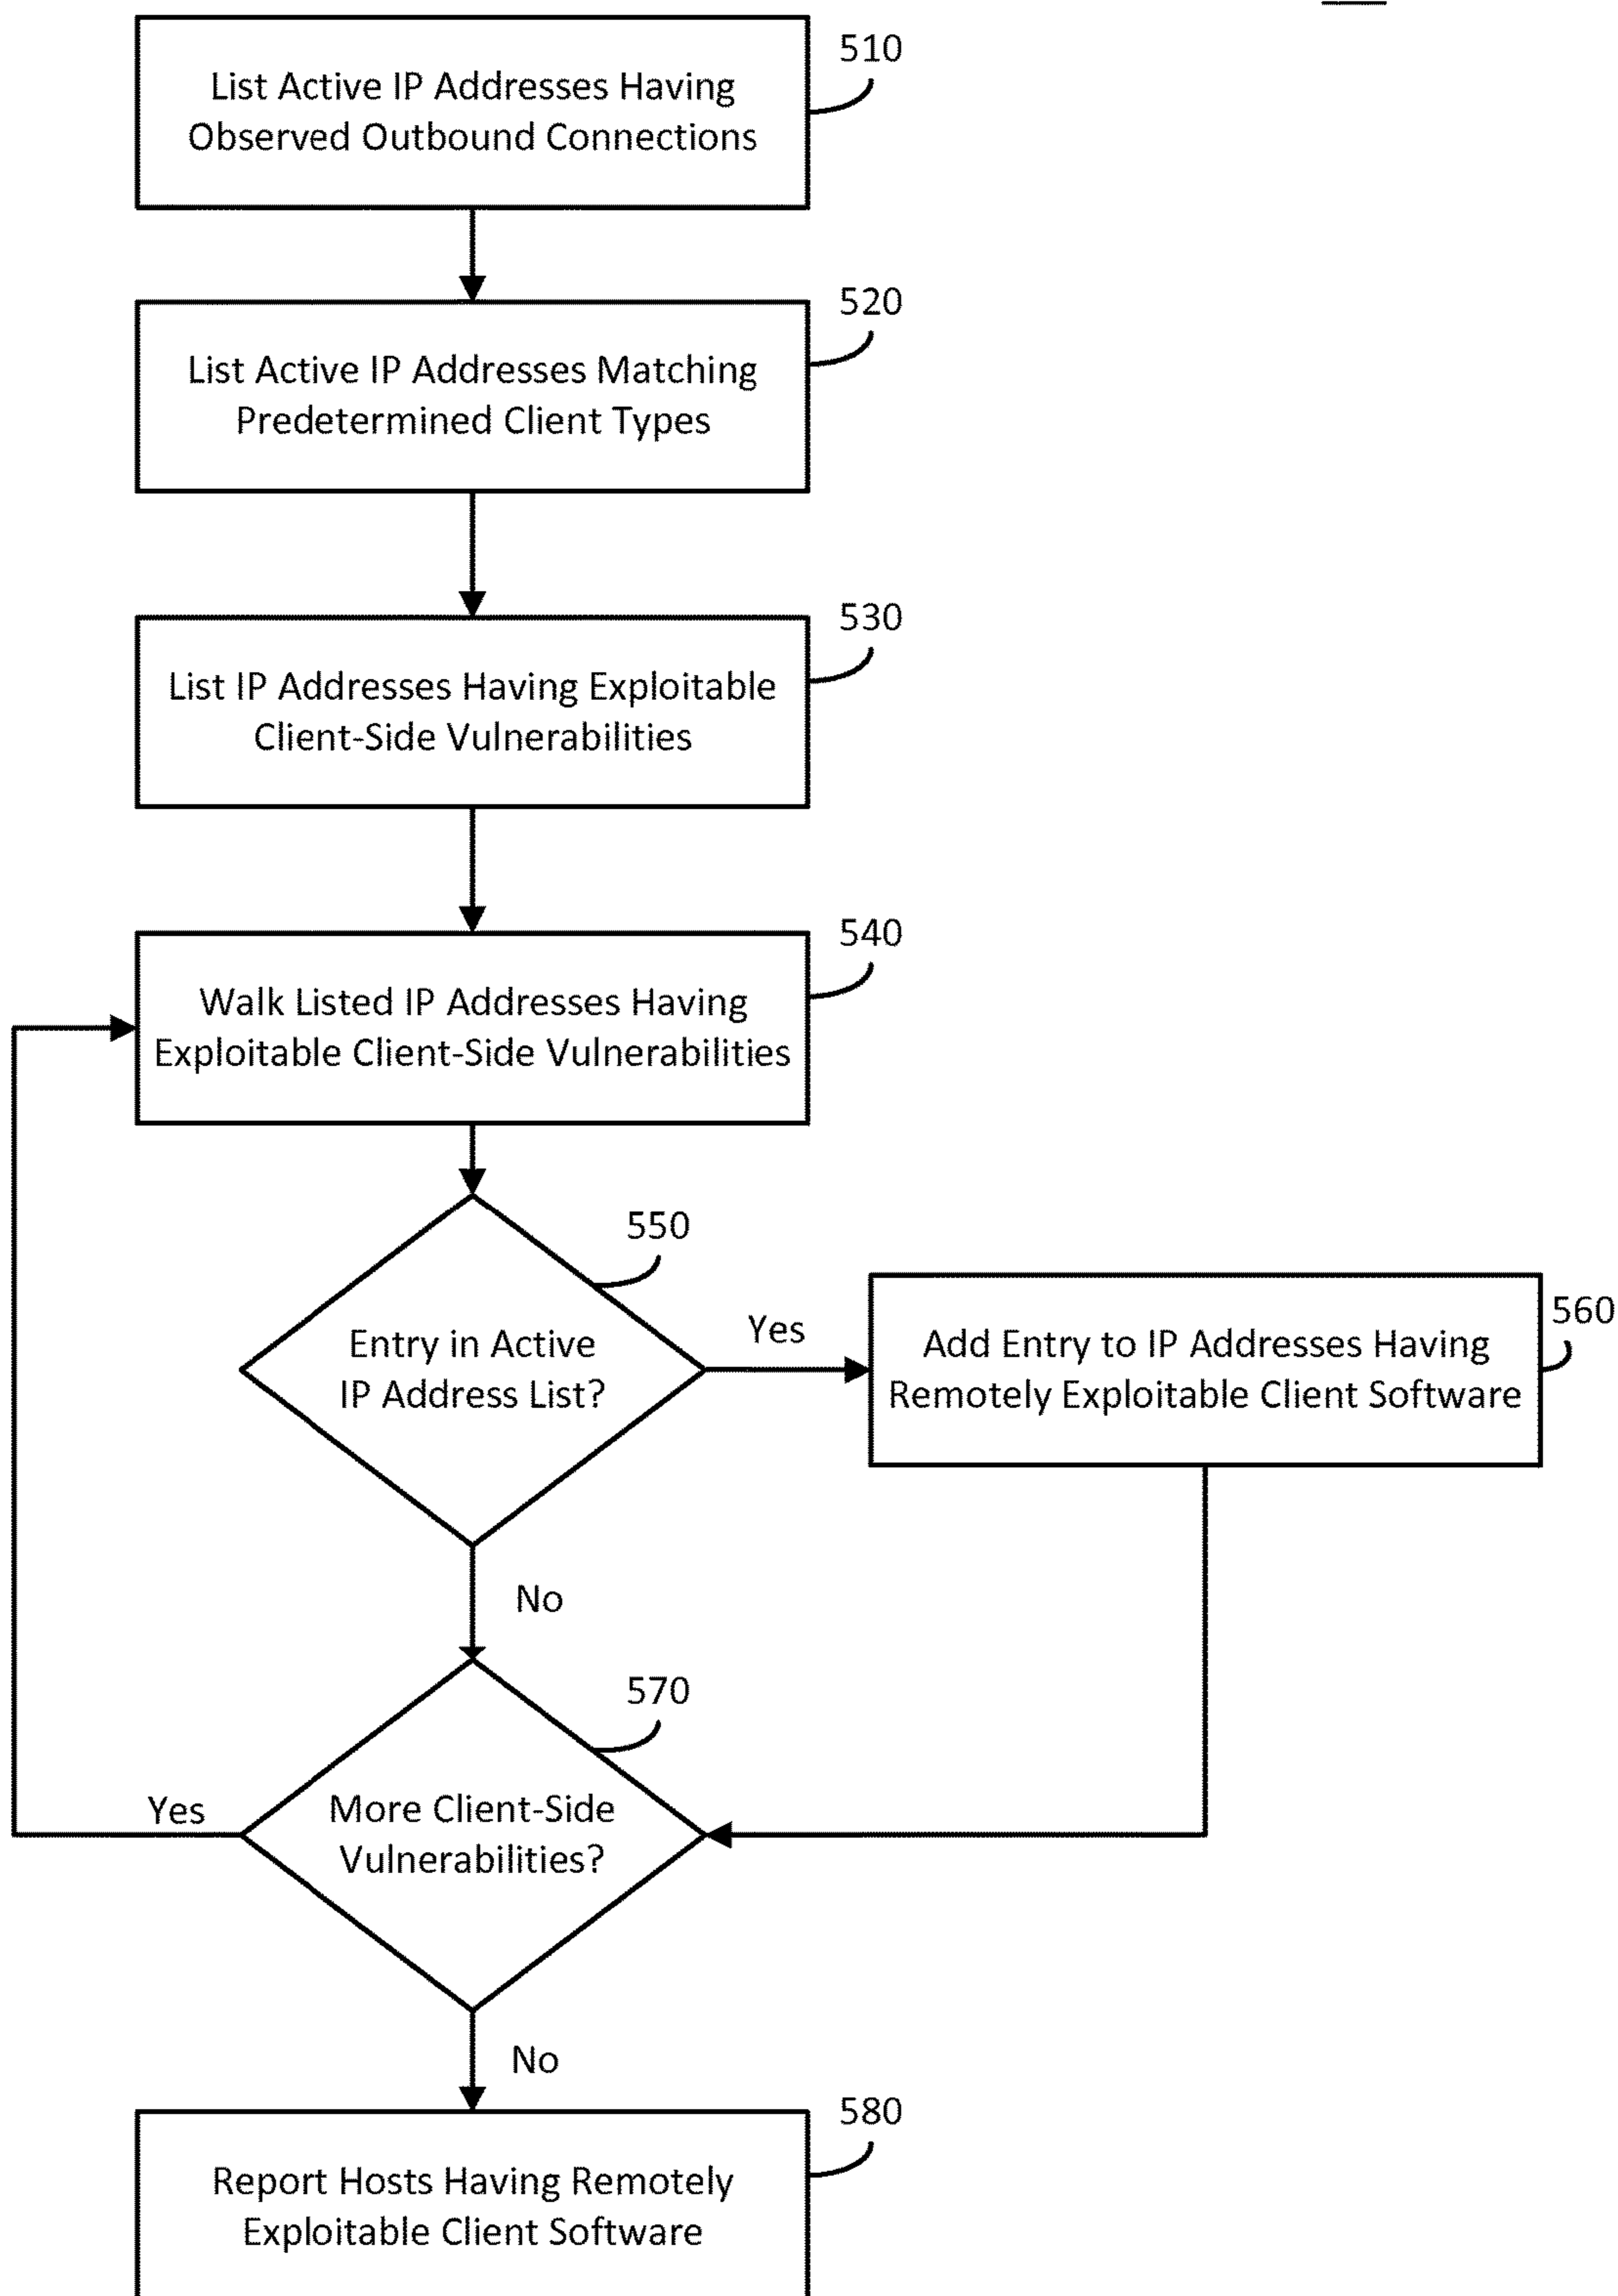 510
List Active IP Addresses Having
Observed Outbound Connections
520
List Active IP Addresses Matching
Predetermined Client Types
530
List IP Addresses Having Exploitable
Client-Side Vulnerabilities
540
Walk Listed IP Addresses Having
Exploitable Client-Side Vulnerabilities
550
Entry in Active
IP Address List?
Yes
560
Add Entry to IP Addresses Having
Remotely Exploitable Client Software
No
570
More Client-Side
Vulnerabilities?
Yes
No
580
Report Hosts Having Remotely
Exploitable Client Software